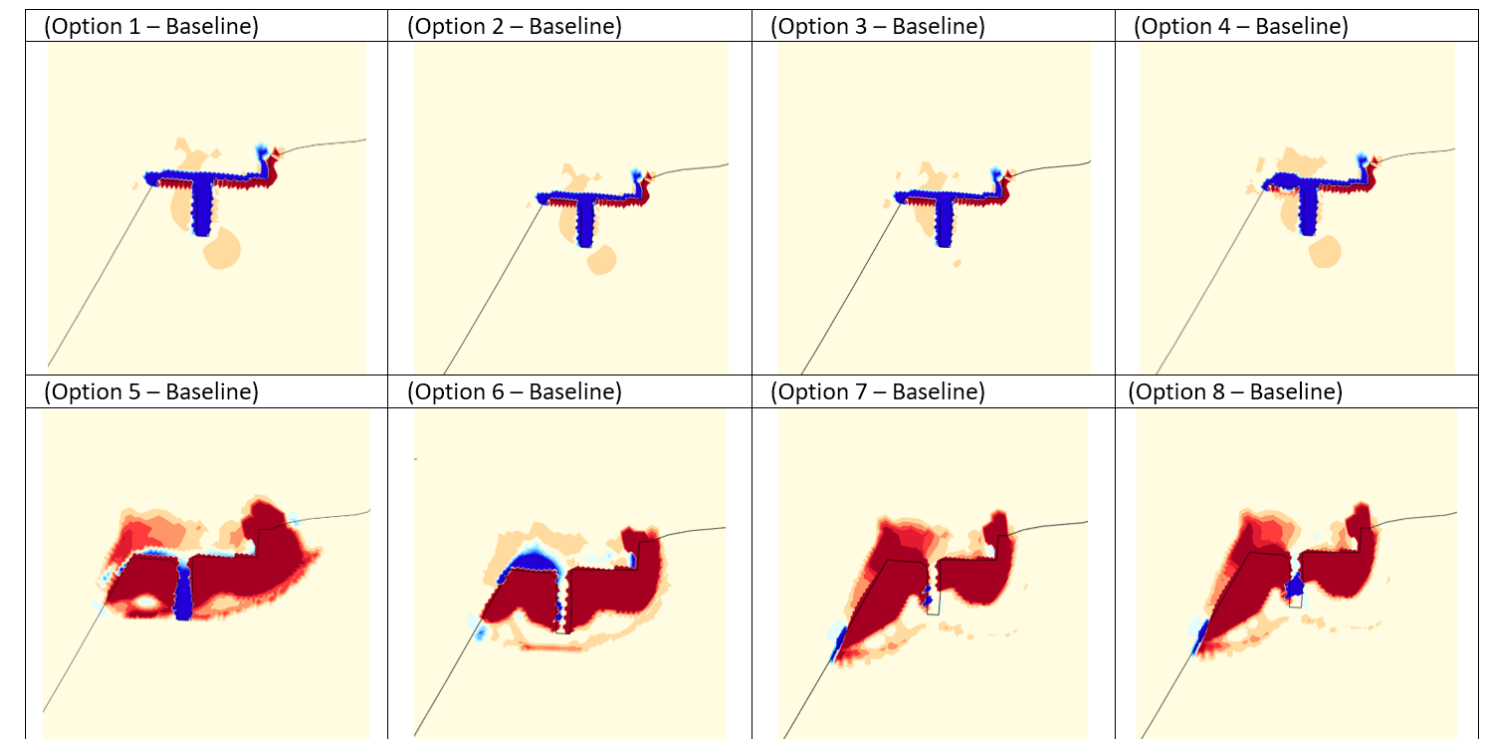 (Option 1 – Baseline)
(Option 2 – Baseline)
(Option 3 – Baseline)
(Option 4 – Baseline)
(Option 5 – Baseline)
(Option 6 – Baseline)
(Option 7 – Baseline)
(Option 8 – Baseline)